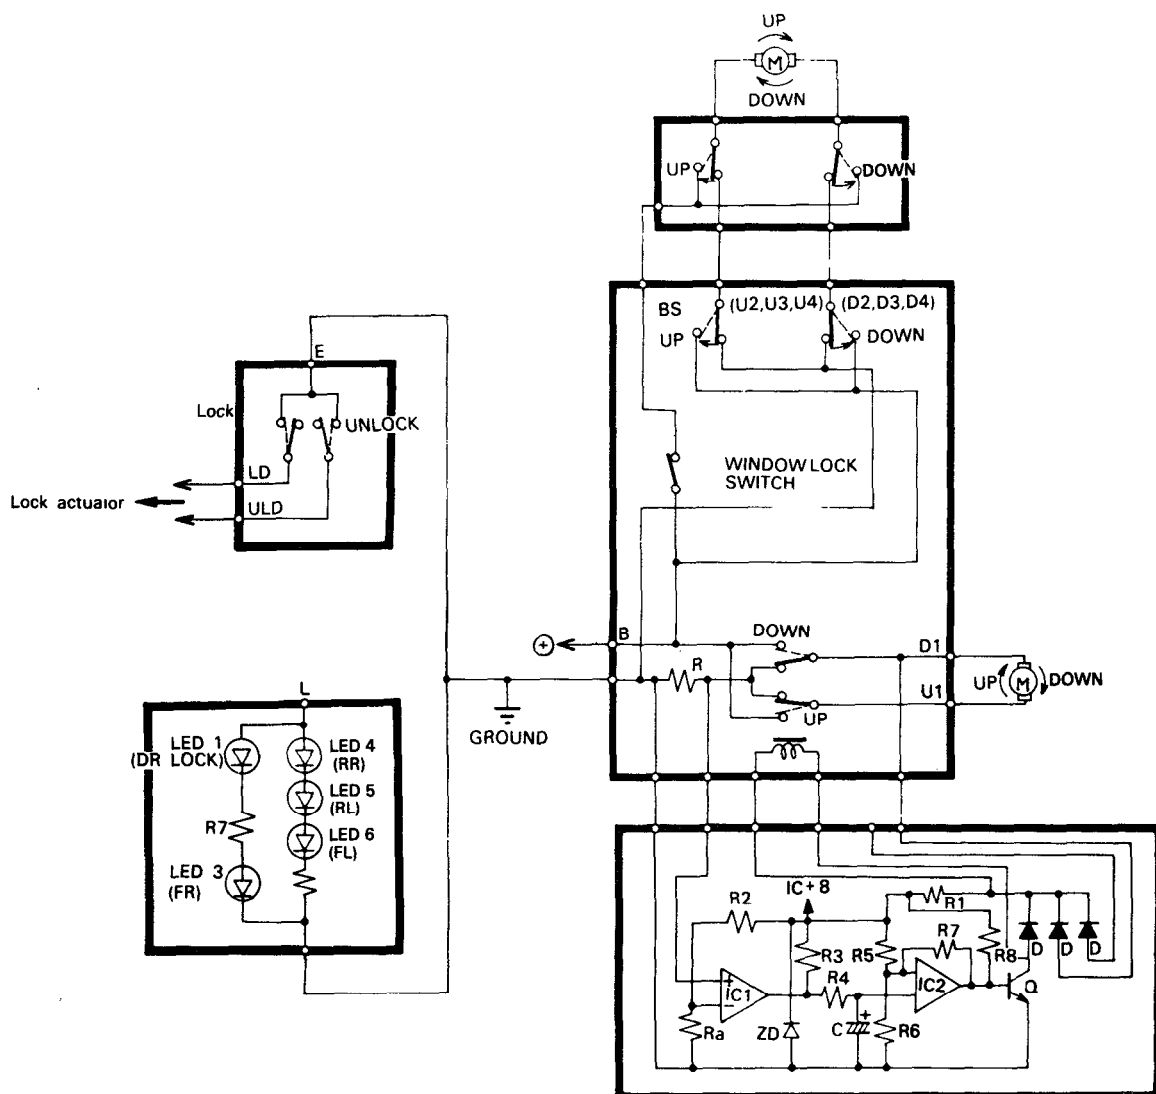 UP
M
DOWN
UP
DOWN
BS
(U2,U3,U4)
(D2,D3,D4)
UP
DOWN
E
Lock
UNLOCK
LD
Lock actuator
ULD
WINDOW LOCK
SWITCH
+
B
DOWN
D1
R
UP
M
DOWN
U1
UP
GROUND
L
LED 1
(DR LOCK)
LED 4
(RR)
LED 5
(RL)
R7
LED 6
(FL)
LED 3
(FR)
IC+8
R2
R1
R7
R3
R5
R8
D
D
D
R4
+
IC1
−
IC2
Q
Ra
ZD
C
+
R6